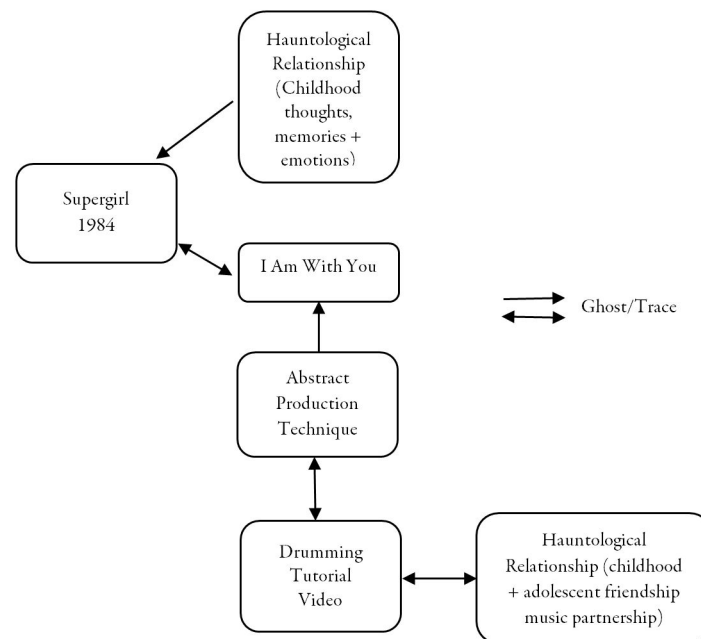 Hauntological
Relationship
(Childhood
thoughts,
memories +
emotions)
Supergirl
1984
I Am With You
Ghost/Trace
Abstract
Production
Technique
Drumming
Tutorial
Video
Hauntological
Relationship (childhood
+ adolescent friendship
music partnership)